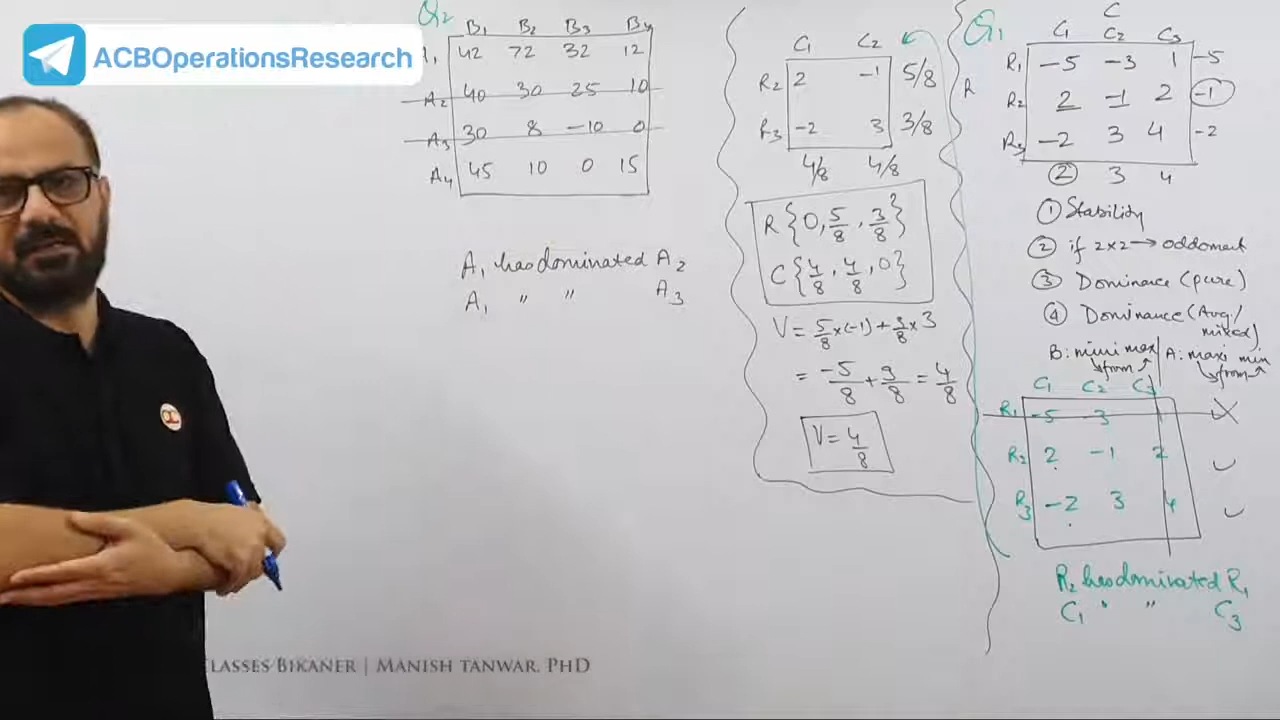 ACBOperationsResearch
Q2
B1 B2 B3 B4
A1 42 72 32 12
A2 40 30 25 10
A3 30 8 -10 0
A4 45 10 0 15
A1 has dominated A2
A1 " " A3
C1 C2
R2 2 -1 5/8
R3 -2 3 3/8
4/8 4/8
R{0, 5/8, 3/8}
C{4/8, 4/8, 0}
V = 5/8 x (-1) + 3/8 x 3
= -5/8 + 9/8 = 4/8
V = 4/8
Q1
C
C1 C2 C3
R1 -5 -3 1 -5
R
R2 2 -1 2 -1
R3 -2 3 4 -2
2 3 4
① Stability
② if 2x2 → oddoment
③ Dominance (pure)
④ Dominance (Avg./
mixed)
B: mini max A: maxi min
from from
C1 C2 C3
R1 -5 -3
R2 2 -1 2
R3 -2 3 4
R2 has dominated R1
C1 " " C3
LASSES BIKANER | MANISH TANWAR, PHD